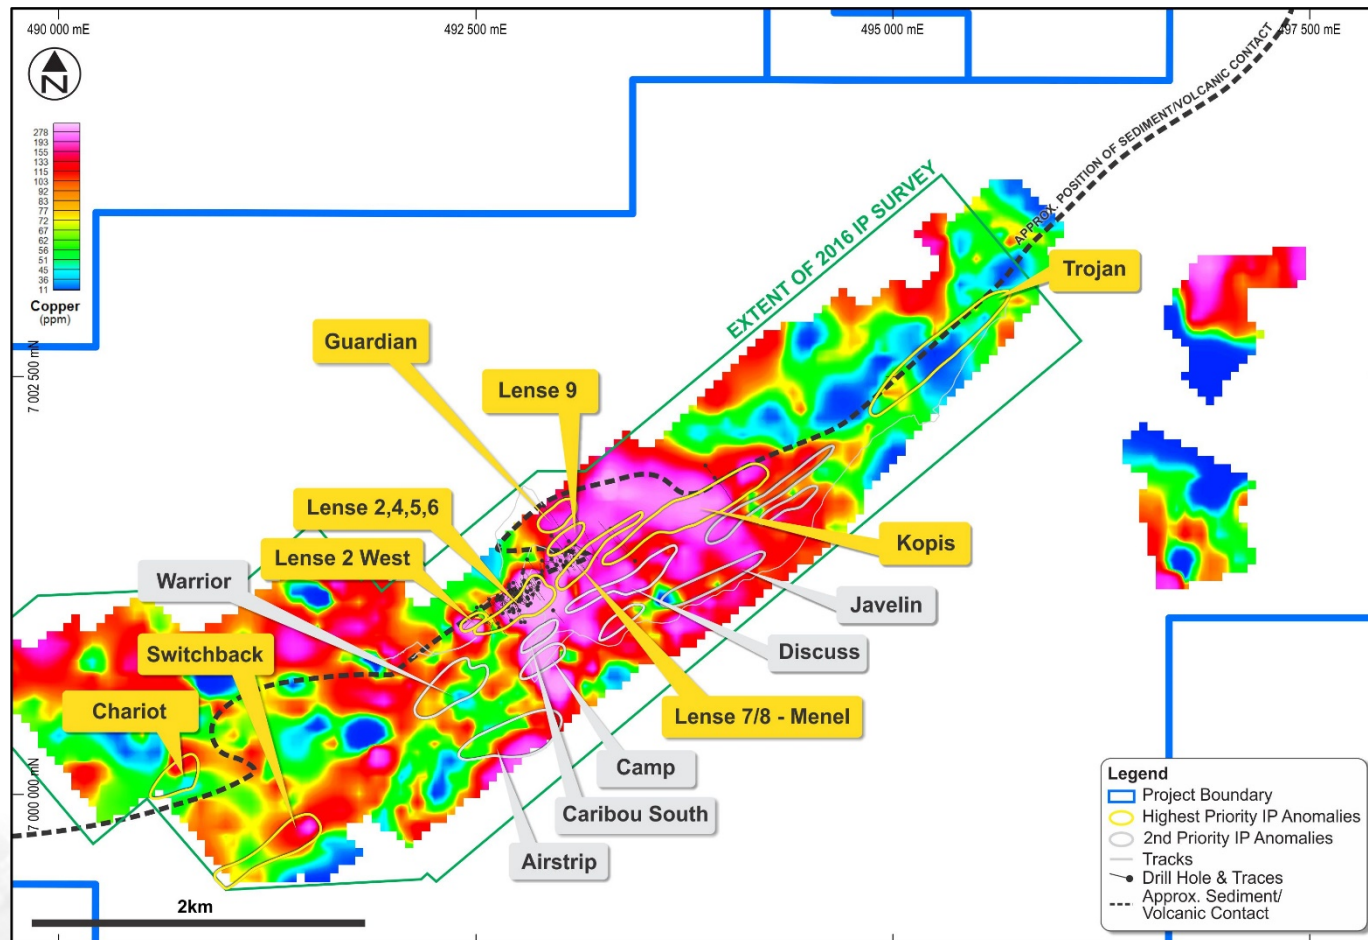 490 000 mE
492 500 mE
495 000 mE
497 500 mE
N
278
193
155
133
115
103
92
83
77
72
67
62
56
51
45
36
11
Copper
(ppm)
APPROX. POSITION OF SEDIMENT/VOLCANIC CONTACT
EXTENT OF 2016 IP SURVEY
Trojan
Guardian
7 002 500 mN
Lense 9
Lense 2,4,5,6
Kopis
Lense 2 West
Warrior
Javelin
Switchback
Discuss
Chariot
Lense 7/8 - Menel
Camp
7 000 000 mN
Caribou South
Airstrip
2km
Legend
Project Boundary
Highest Priority IP Anomalies
2nd Priority IP Anomalies
Tracks
Drill Hole & Traces
Approx. Sediment/
Volcanic Contact